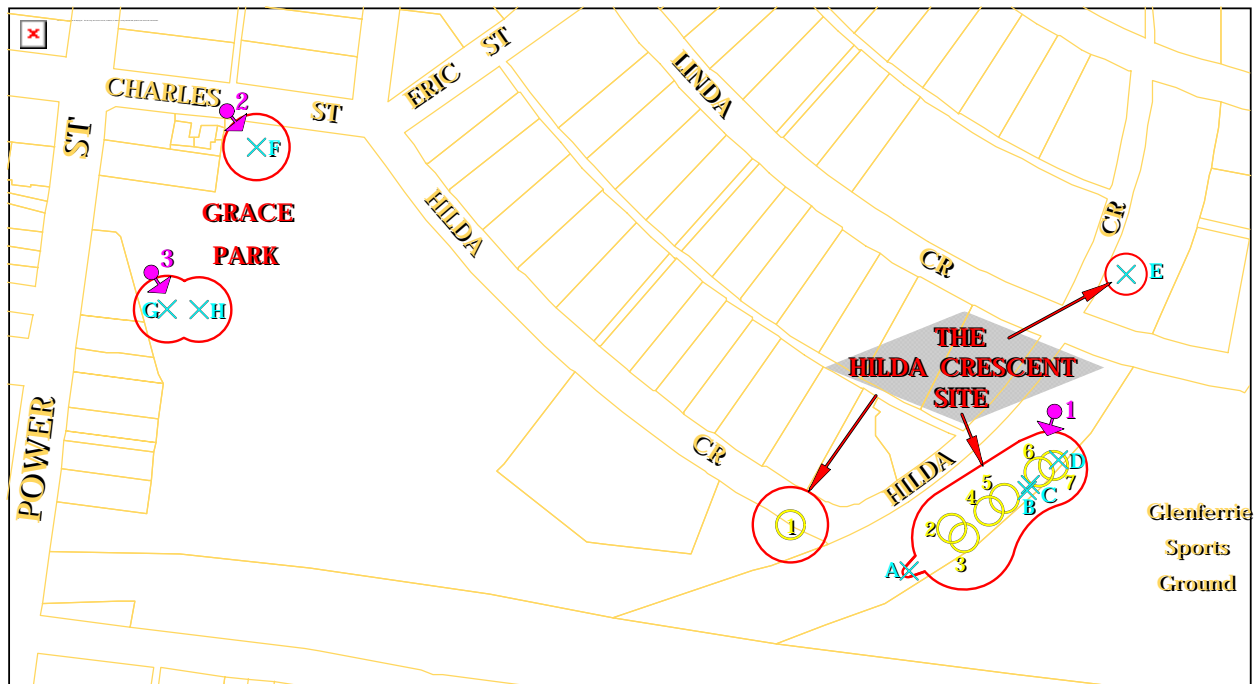 CHARLES ST
2
ERIC ST
LINDA CR
CR
F
ST
GRACE
PARK
HILDA CR
3
G
H
E
THE
HILDA CRESCENT
SITE
1
POWER
HILDA
6
D
7
5
C
4
B
2
1
3
A
Glenferrie
Sports
Ground